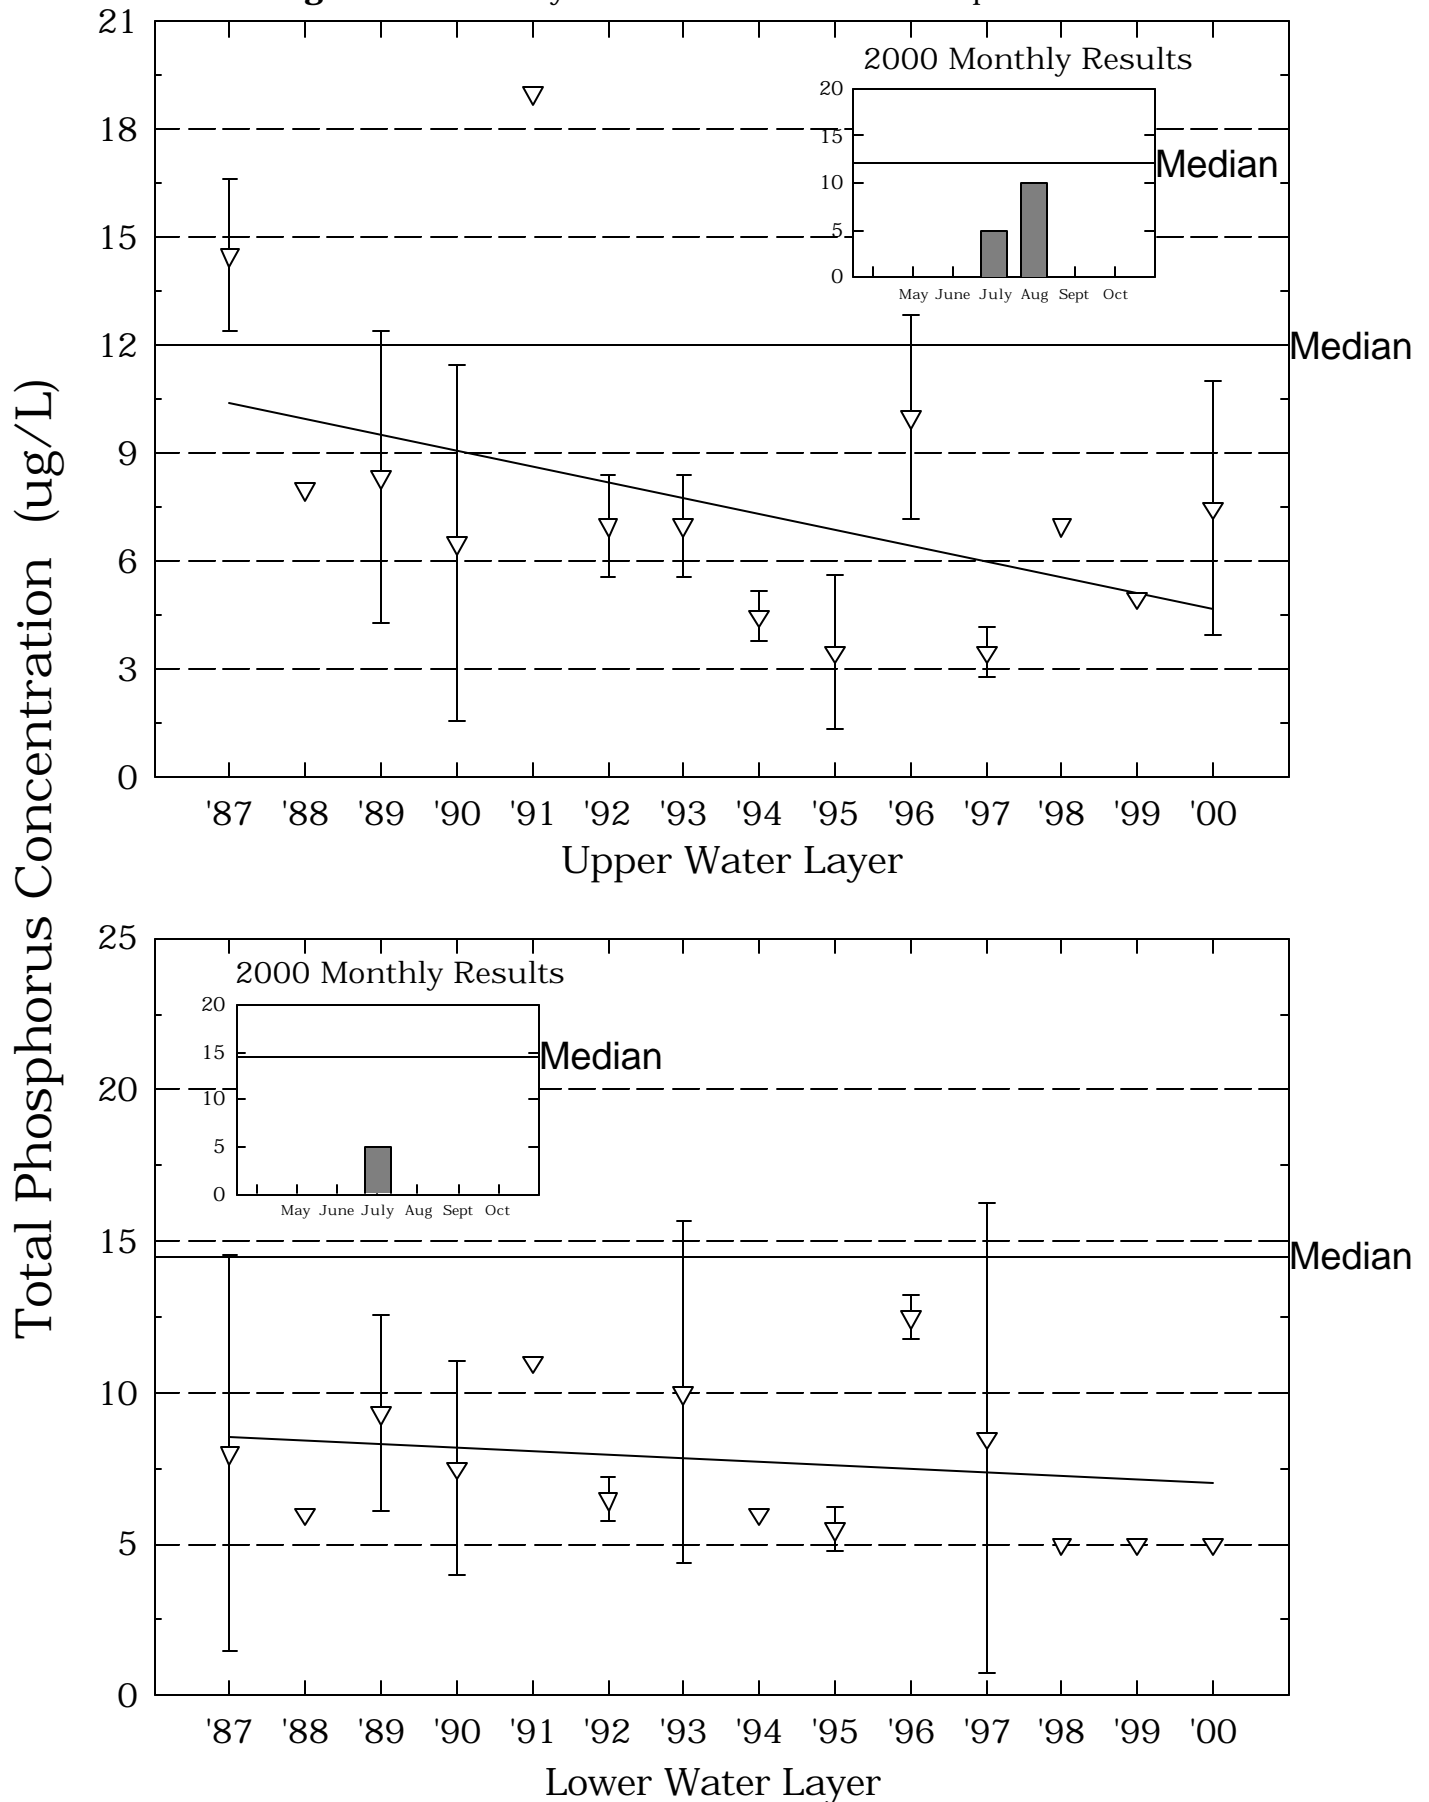 21
2000 Monthly Results
20
18
15
Median
10
15
5
0
May June July Aug Sept Oct
12
Median
9
6
3
0
'87 '88 '89 '90 '91 '92 '93 '94 '95 '96 '97 '98 '99 '00
Upper Water Layer
Total Phosphorus Concentration (ug/L)
25
2000 Monthly Results
20
15
Median
20
10
5
0
May June July Aug Sept Oct
15
Median
10
5
0
'87 '88 '89 '90 '91 '92 '93 '94 '95 '96 '97 '98 '99 '00
Lower Water Layer